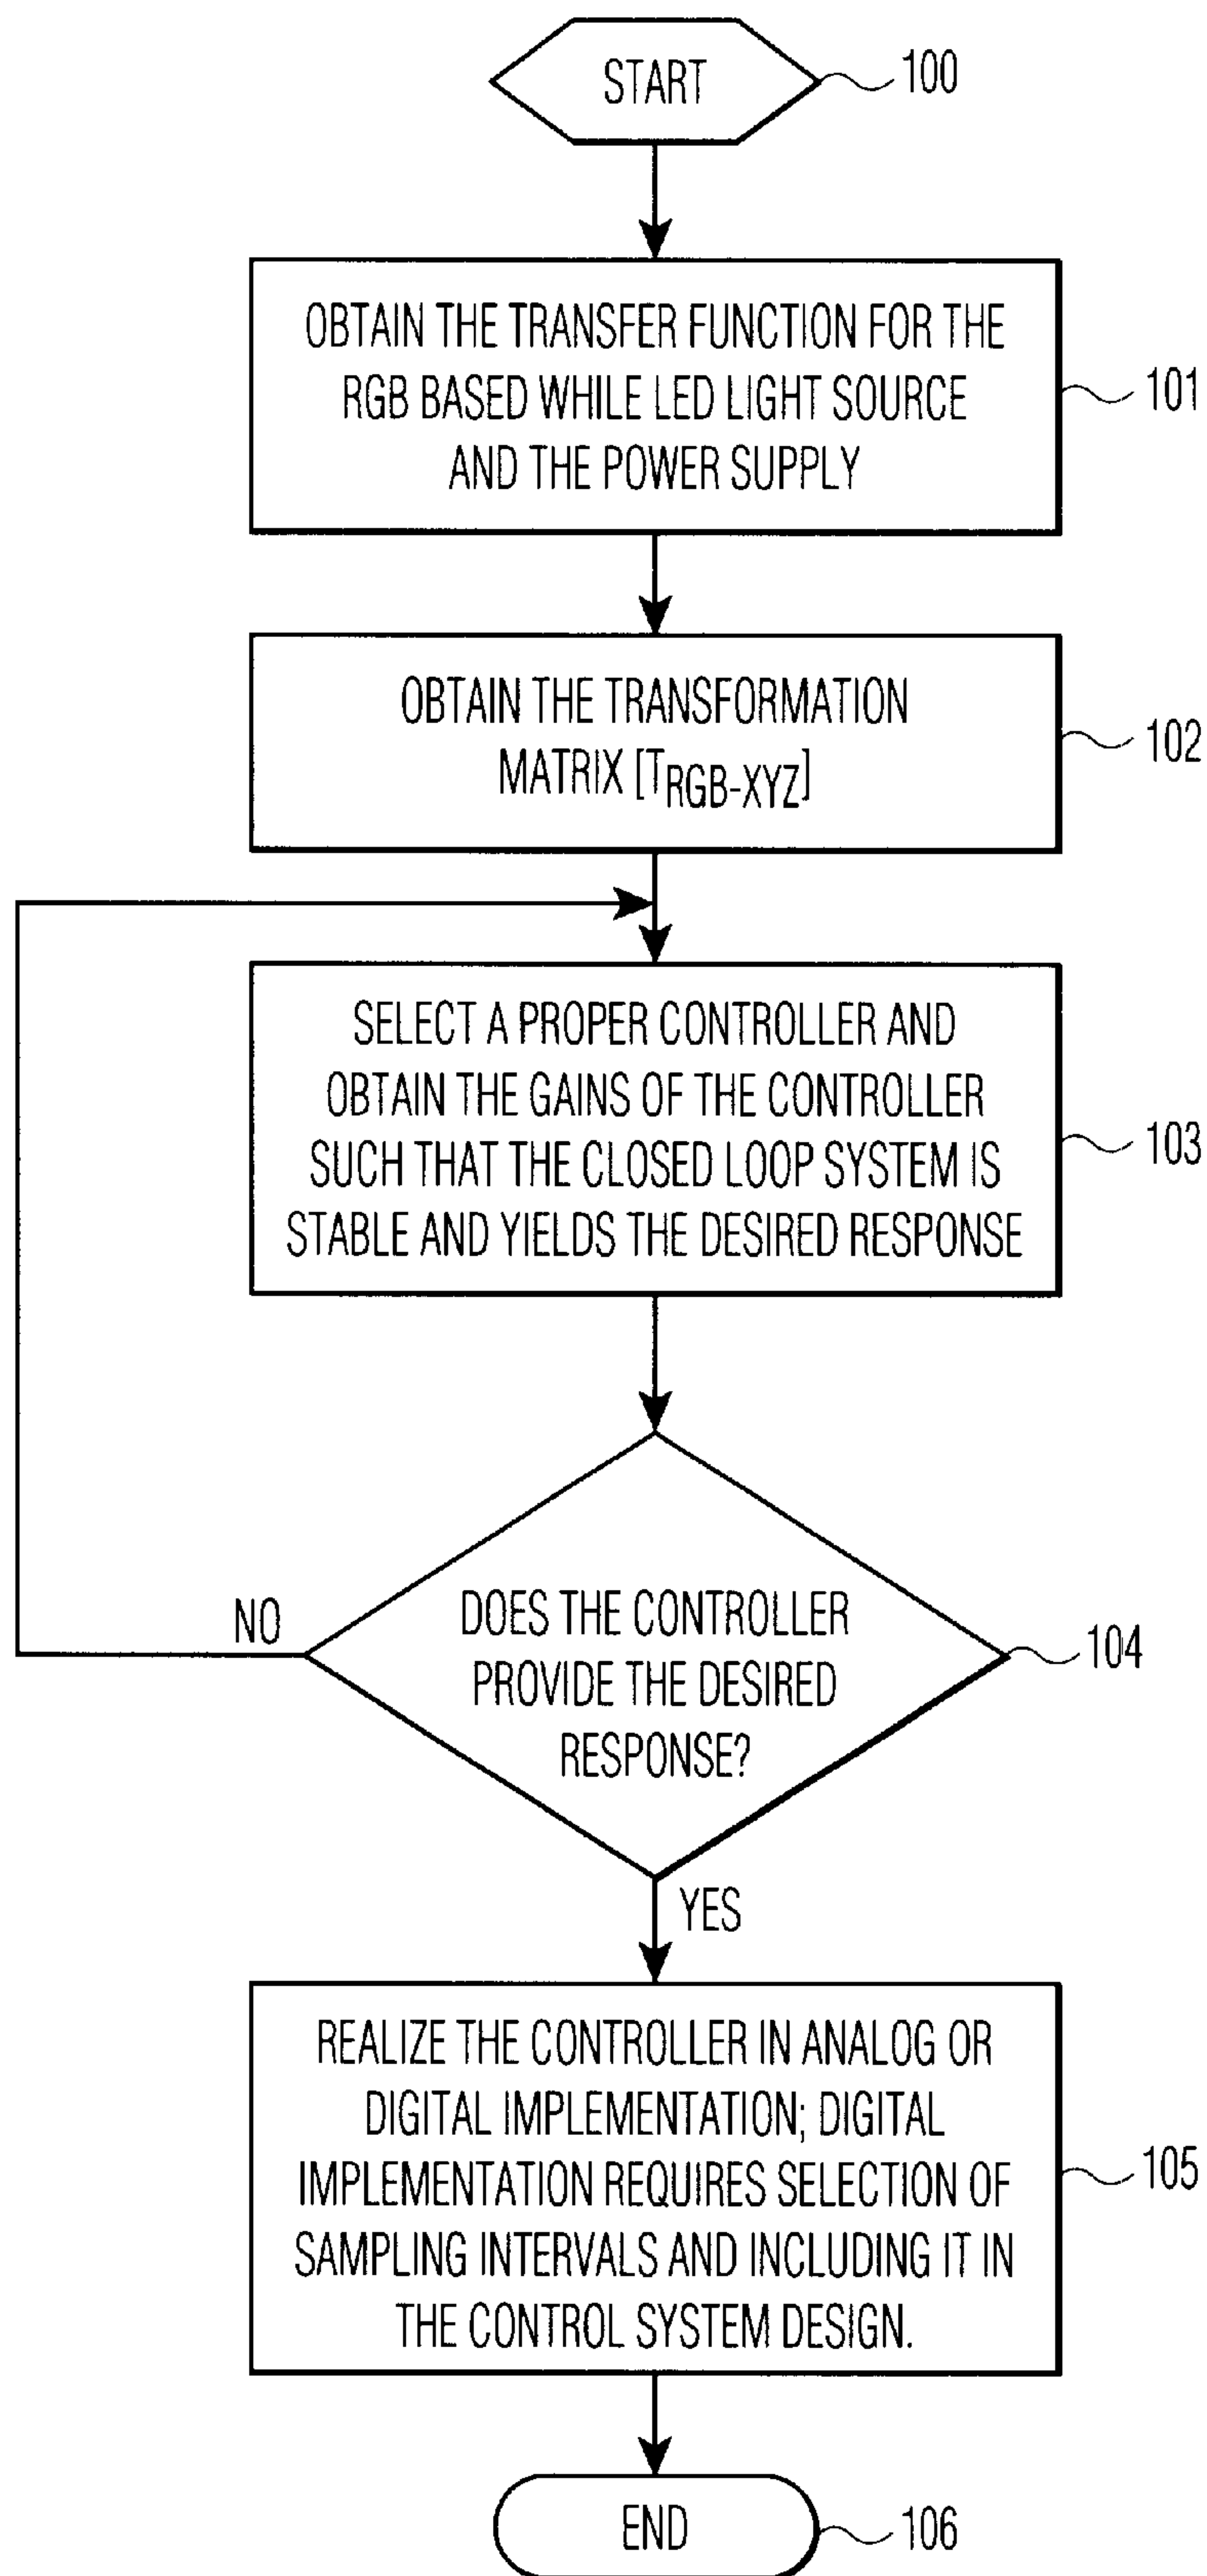 START
100
OBTAIN THE TRANSFER FUNCTION FOR THE
RGB BASED WHILE LED LIGHT SOURCE
AND THE POWER SUPPLY
101
OBTAIN THE TRANSFORMATION
MATRIX [TRGB-XYZ]
102
SELECT A PROPER CONTROLLER AND
OBTAIN THE GAINS OF THE CONTROLLER
SUCH THAT THE CLOSED LOOP SYSTEM IS
STABLE AND YIELDS THE DESIRED RESPONSE
103
NO
DOES THE CONTROLLER
PROVIDE THE DESIRED
RESPONSE?
104
YES
REALIZE THE CONTROLLER IN ANALOG OR
DIGITAL IMPLEMENTATION; DIGITAL
IMPLEMENTATION REQUIRES SELECTION OF
SAMPLING INTERVALS AND INCLUDING IT IN
THE CONTROL SYSTEM DESIGN.
105
END
106